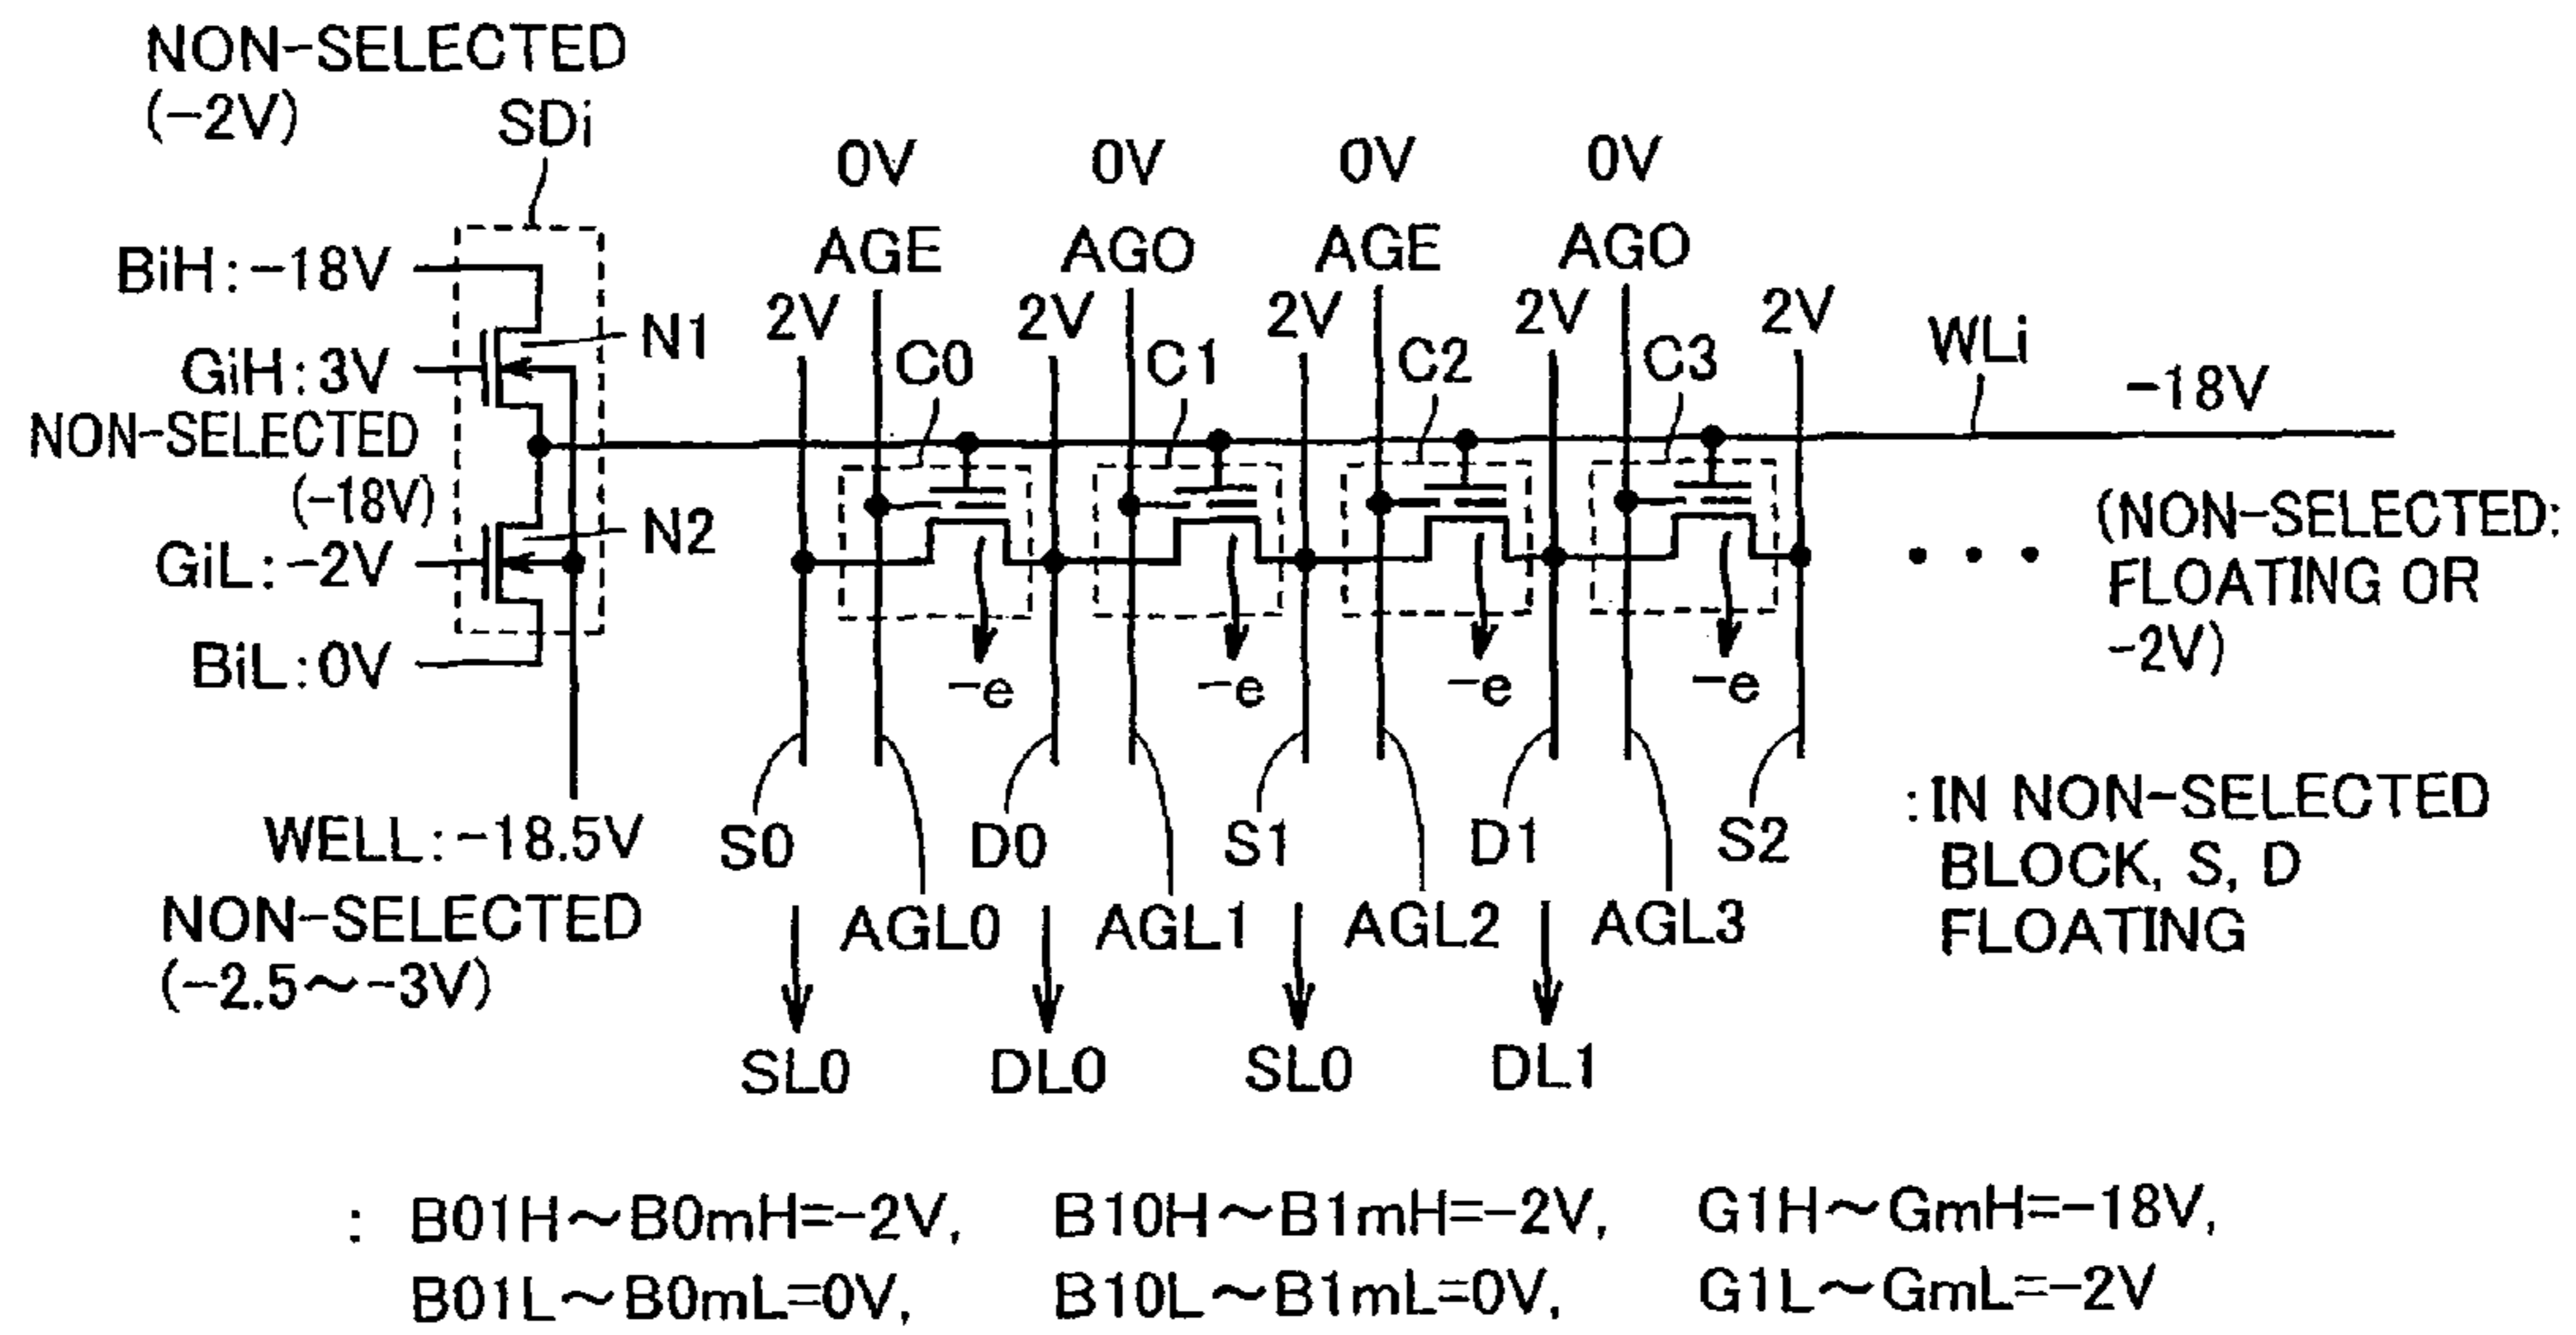 NON-SELECTED
(-2V)
SDi
0V 0V 0V 0V
AGE AGO AGE AGO
BiH:-18V
2V 2V 2V 2V 2V
N1
C0 C1 C2 C3
WLi
-18V
GiH:3V
NON-SELECTED
(-18V)
N2
GiL:-2V
BiL:0V
-e -e -e -e
(NON-SELECTED:
FLOATING OR
-2V)
WELL:-18.5V
NON-SELECTED
(-2.5~-3V)
S0 D0 S1 D1 S2
AGL0 AGL1 AGL2 AGL3
:IN NON-SELECTED
BLOCK, S, D
FLOATING
SL0 DL0 SL0 DL1
: B01H~B0mH=-2V, B10H~B1mH=-2V, G1H~GmH=-18V,
B01L~B0mL=0V, B10L~B1mL=0V, G1L~GmL=-2V